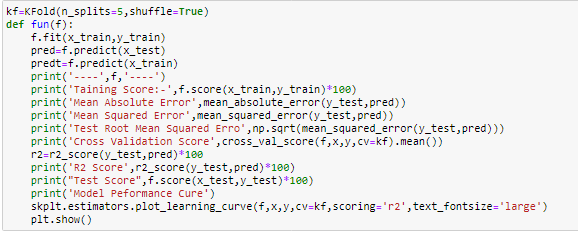 kf=KFold(n_splits=5,shuffle=True)
def fun(f):
    f.fit(x_train,y_train)
    pred=f.predict(x_test)
    predt=f.predict(x_train)
    print('----',f,'----')
    print('Taining Score:-',f.score(x_train,y_train)*100)
    print('Mean Absolute Error',mean_absolute_error(y_test,pred))
    print('Mean Squared Error',mean_squared_error(y_test,pred))
    print('Test Root Mean Squared Erro',np.sqrt(mean_squared_error(y_test,pred)))
    print('Cross Validation Score',cross_val_score(f,x,y,cv=kf).mean())
    r2=r2_score(y_test,pred)*100
    print('R2 Score',r2_score(y_test,pred)*100)
    print("Test Score",f.score(x_test,y_test)*100)
    print('Model Peformance Cure')
    skplt.estimators.plot_learning_curve(f,x,y,cv=kf,scoring='r2',text_fontsize='large')
    plt.show()